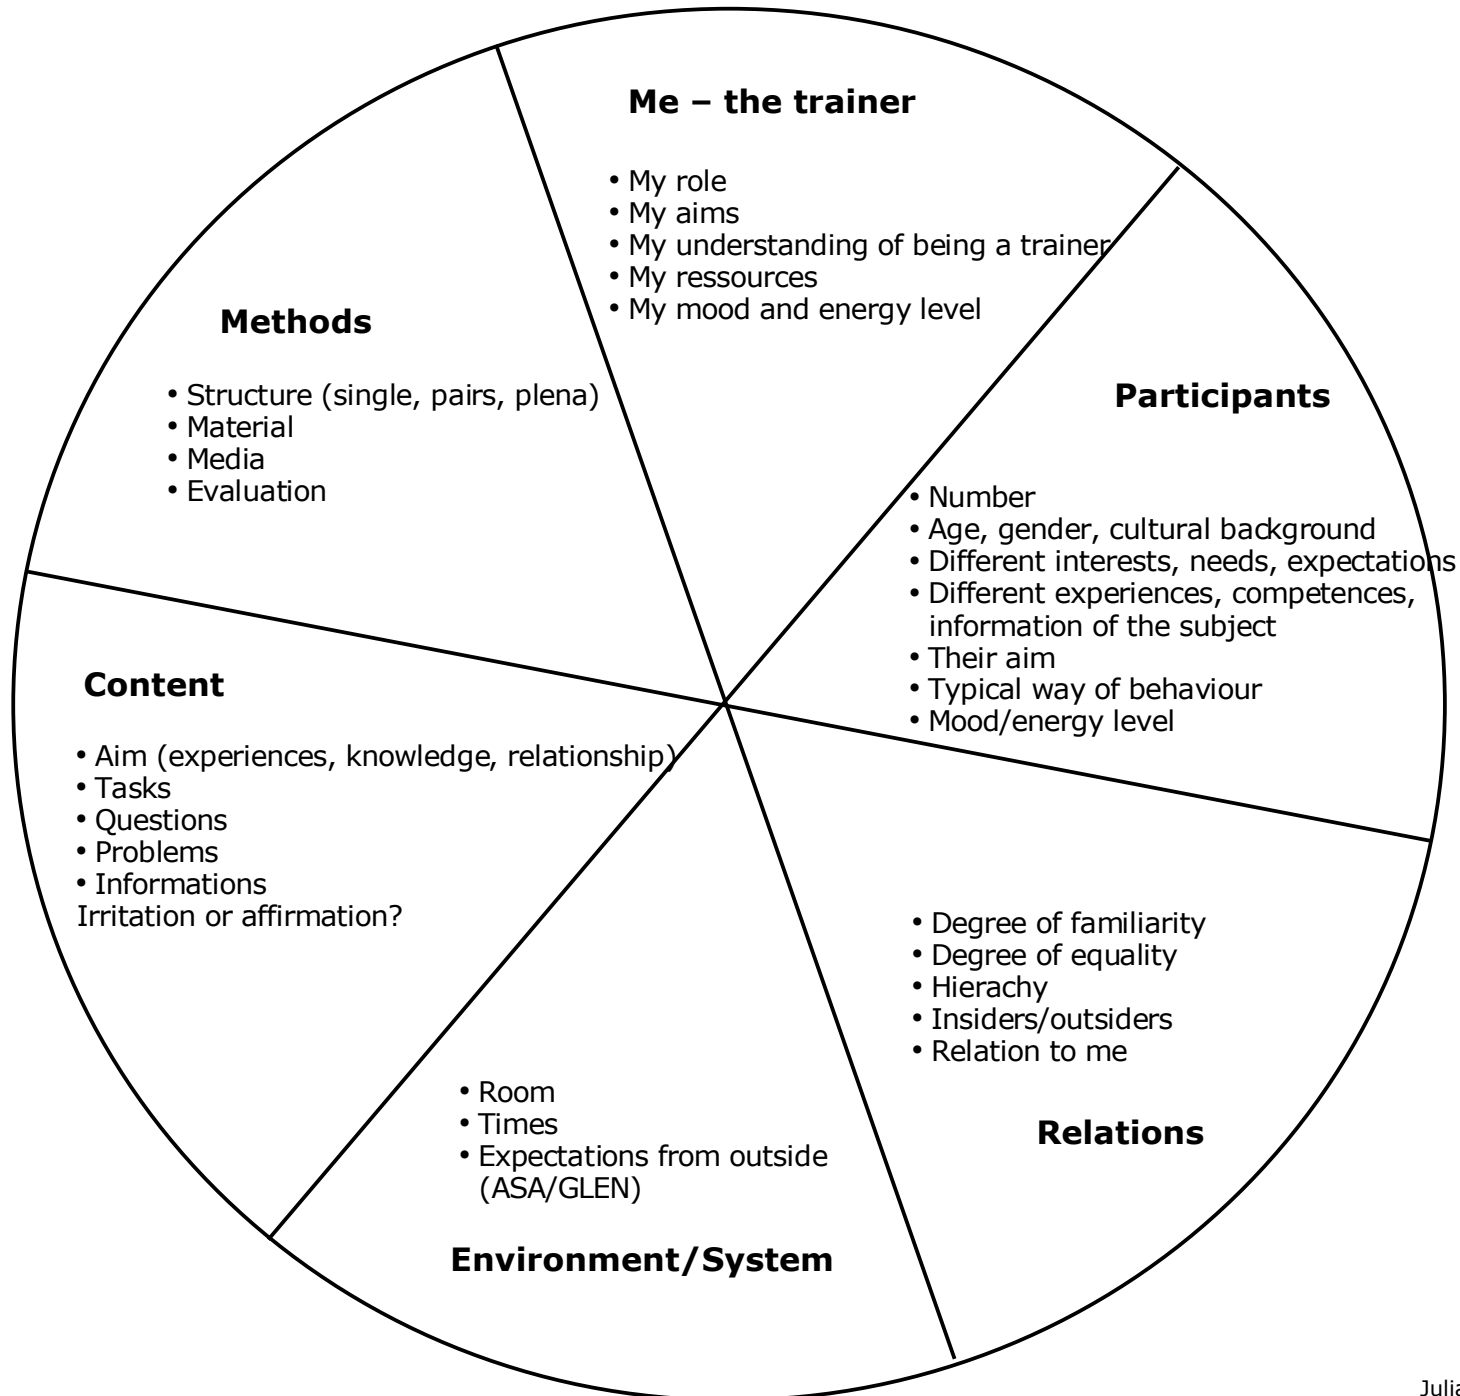 Me – the trainer
• My role
• My aims
• My understanding of being a trainer
• My ressources
• My mood and energy level
Participants
• Number
• Age, gender, cultural background
• Different interests, needs, expectations
• Different experiences, competences,
information of the subject
• Their aim
• Typical way of behaviour
• Mood/energy level
• Degree of familiarity
• Degree of equality
• Hierachy
• Insiders/outsiders
• Relation to me
Relations
• Room
• Times
• Expectations from outside
(ASA/GLEN)
Environment/System
Content
• Aim (experiences, knowledge, relationship)
• Tasks
• Questions
• Problems
• Informations
Irritation or affirmation?
Methods
• Structure (single, pairs, plena)
• Material
• Media
• Evaluation
Julia